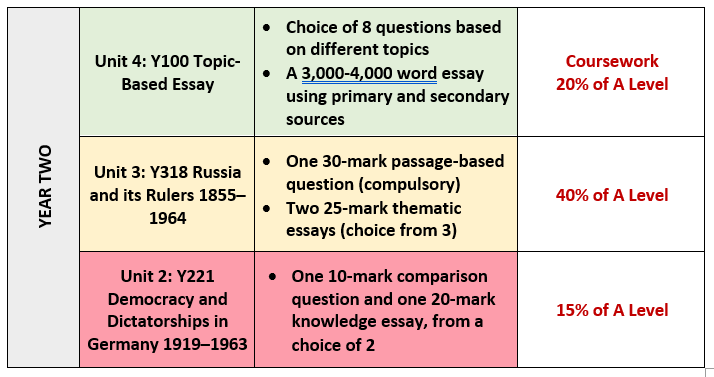 YEAR TWO
Unit 4: Y100 Topic-
Based Essay
• Choice of 8 questions based
on different topics
• A 3,000-4,000 word essay
using primary and secondary
sources
Coursework
20% of A Level
Unit 3: Y318 Russia
and its Rulers 1855–
1964
• One 30-mark passage-based
question (compulsory)
• Two 25-mark thematic
essays (choice from 3)
40% of A Level
Unit 2: Y221
Democracy and
Dictatorships in
Germany 1919–1963
• One 10-mark comparison
question and one 20-mark
knowledge essay, from a
choice of 2
15% of A Level